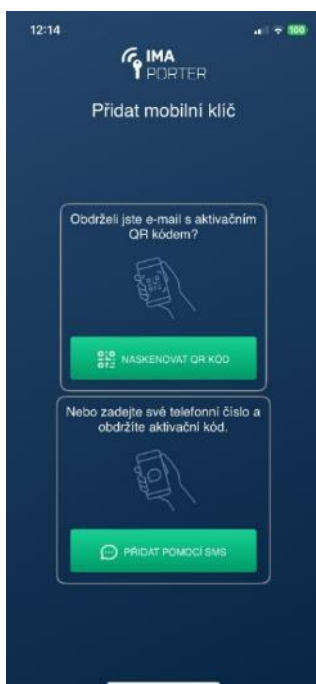 12:14
100
IMA
PORTER
Přidat mobilní klíč
Obdrželi jste e-mail s aktivačním
QR kódem?
NASKENOVAT QR KÓD
Nebo zadejte své telefonní číslo a
obdržíte aktivační kód.
PŘIDAT POMOCÍ SMS